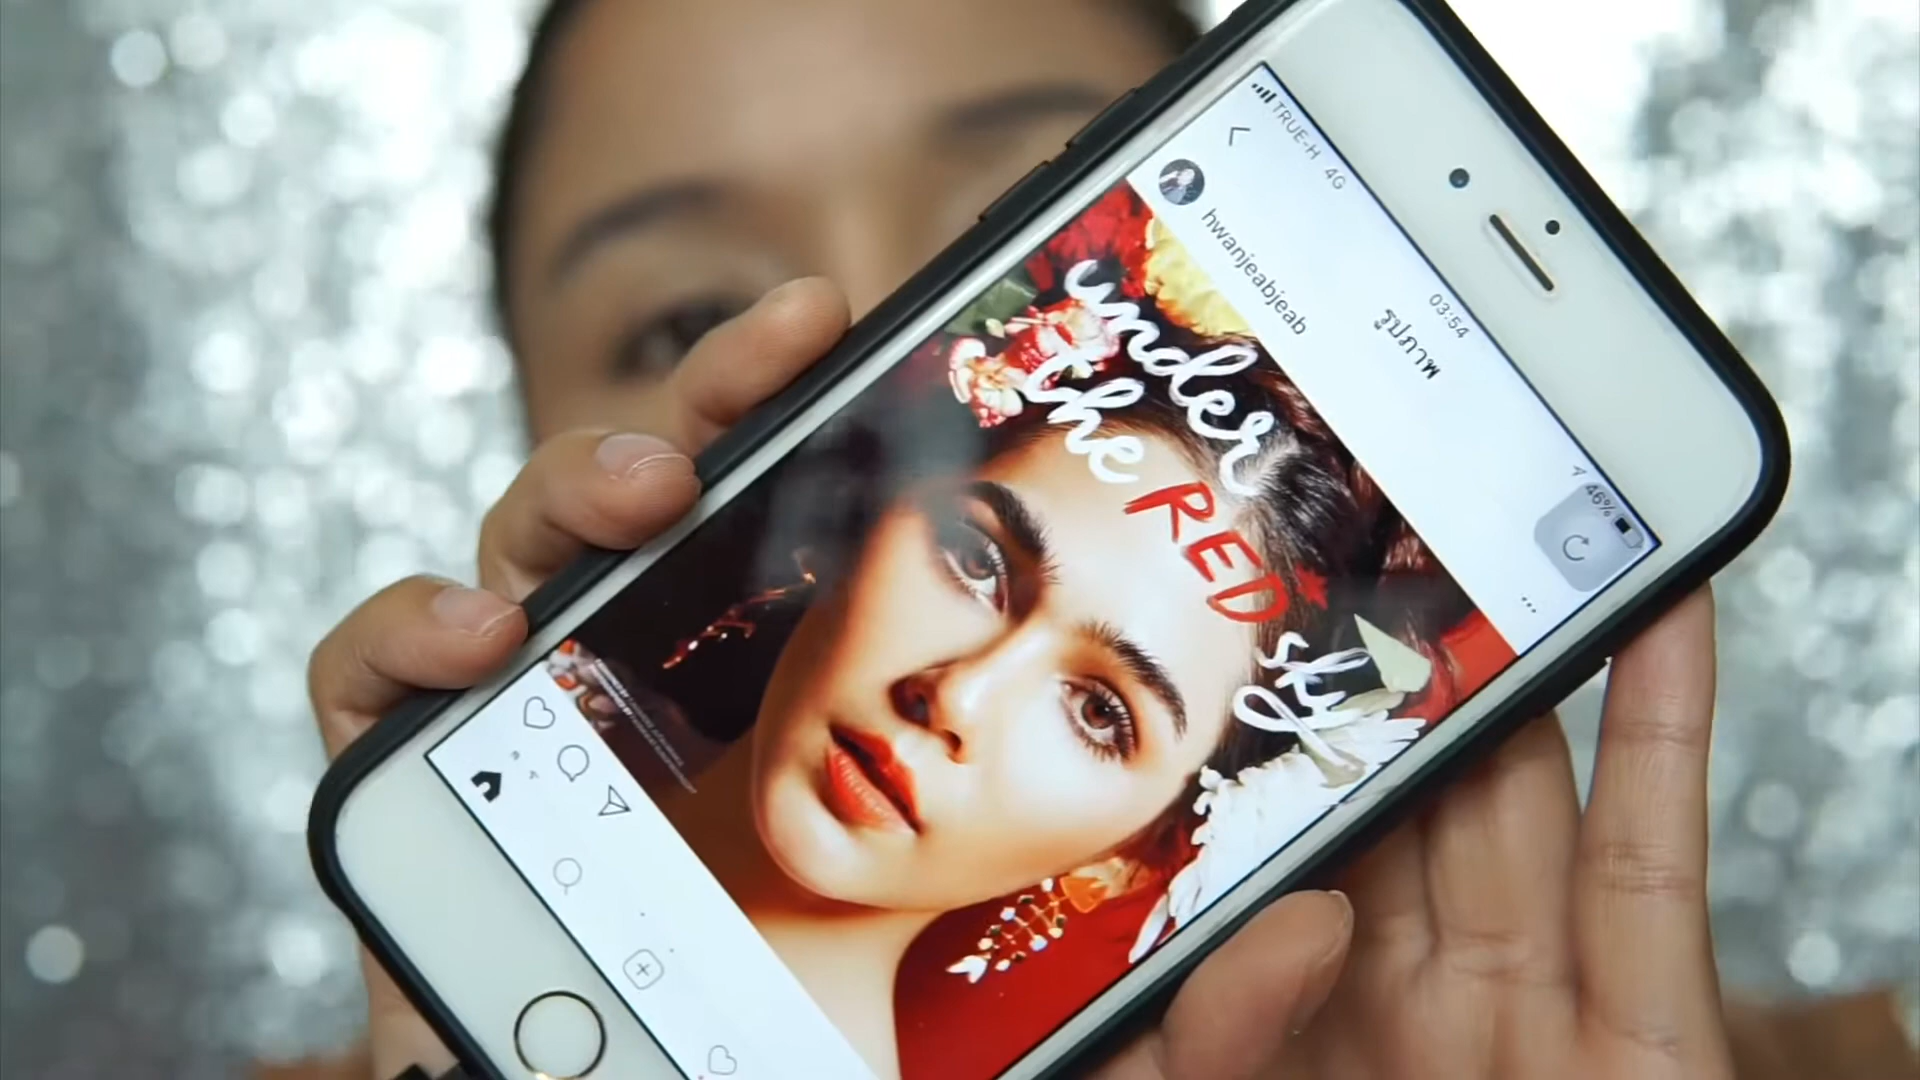 TRUE-H 4G
03:54
46%
รูปภาพ
hwanjeabjeab
under
the
RED
sky